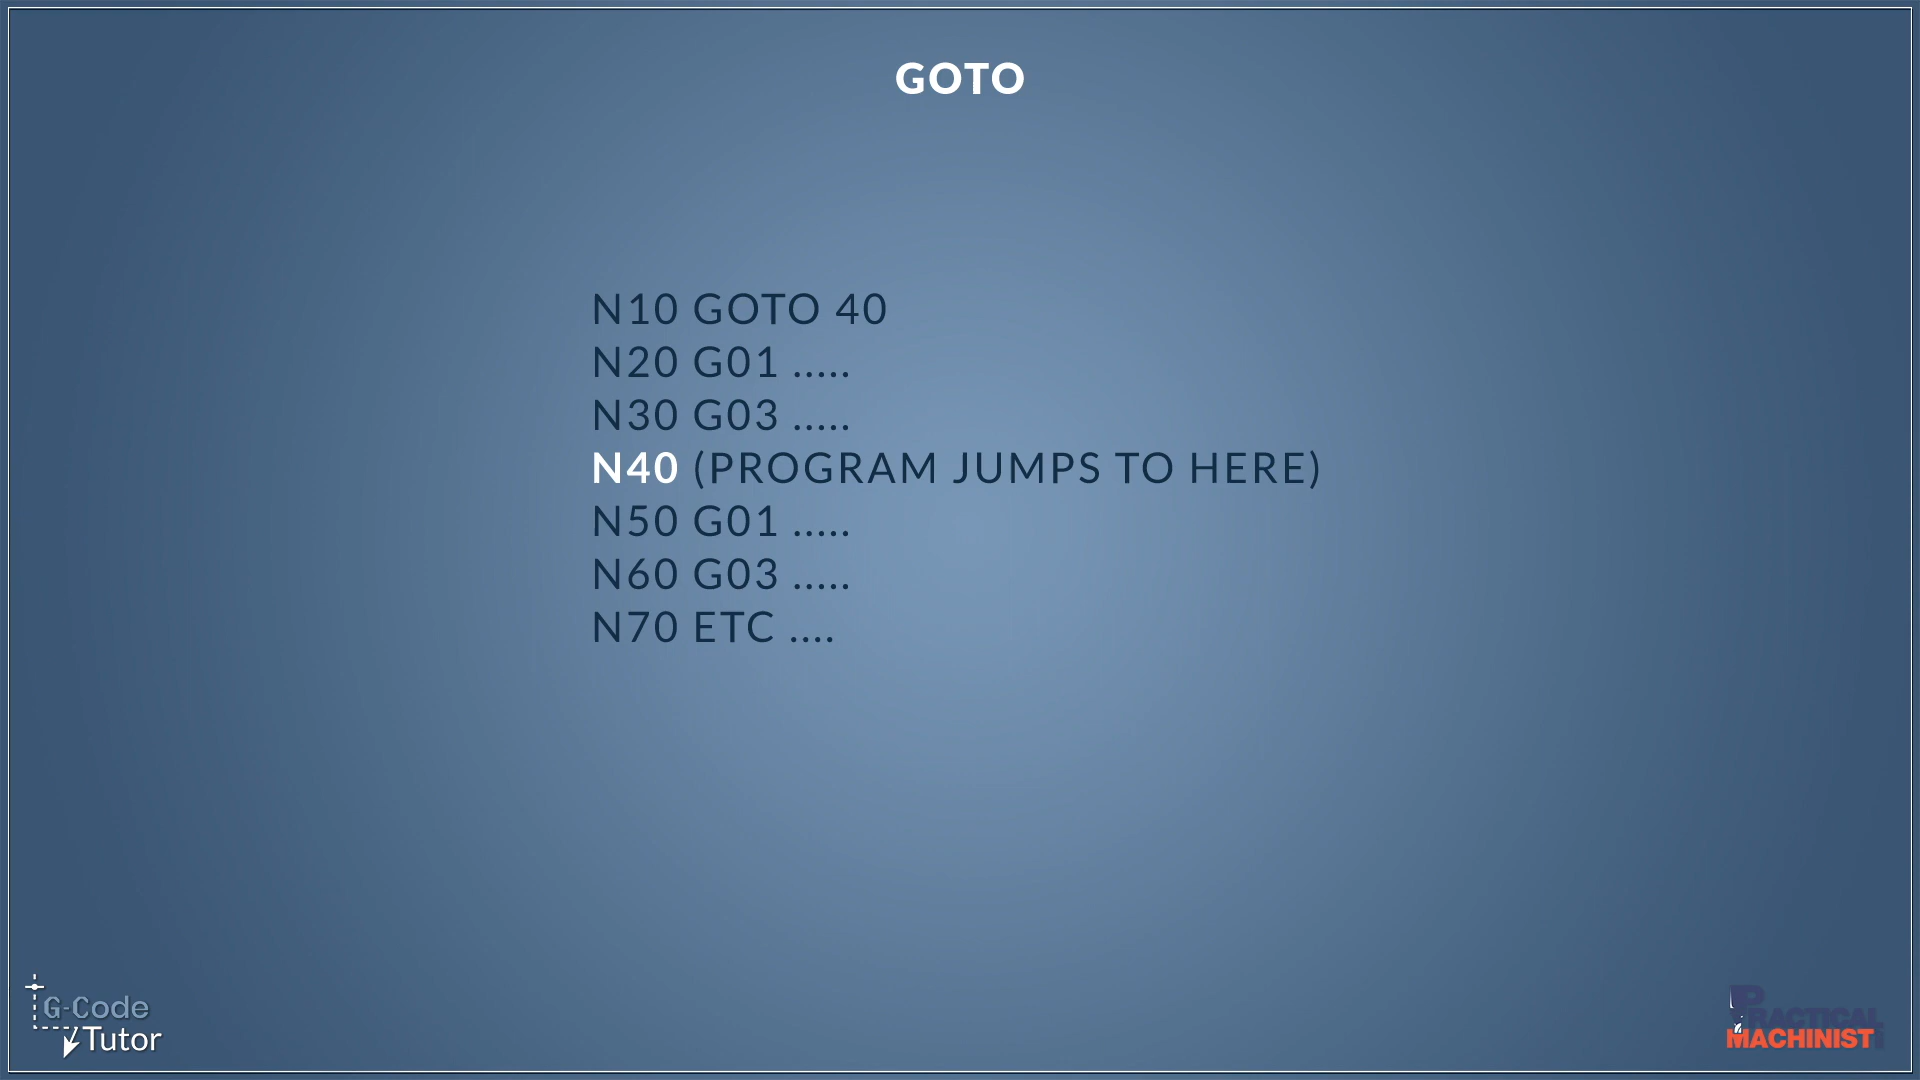 GOTO
N10 GOTO 40
N20 G01 .....
N30 G03 .....
N40 (PROGRAM JUMPS TO HERE)
N50 G01 .....
N60 G03 .....
N70 ETC ....
G-Code
Tutor
PRACTICAL
MACHINIST